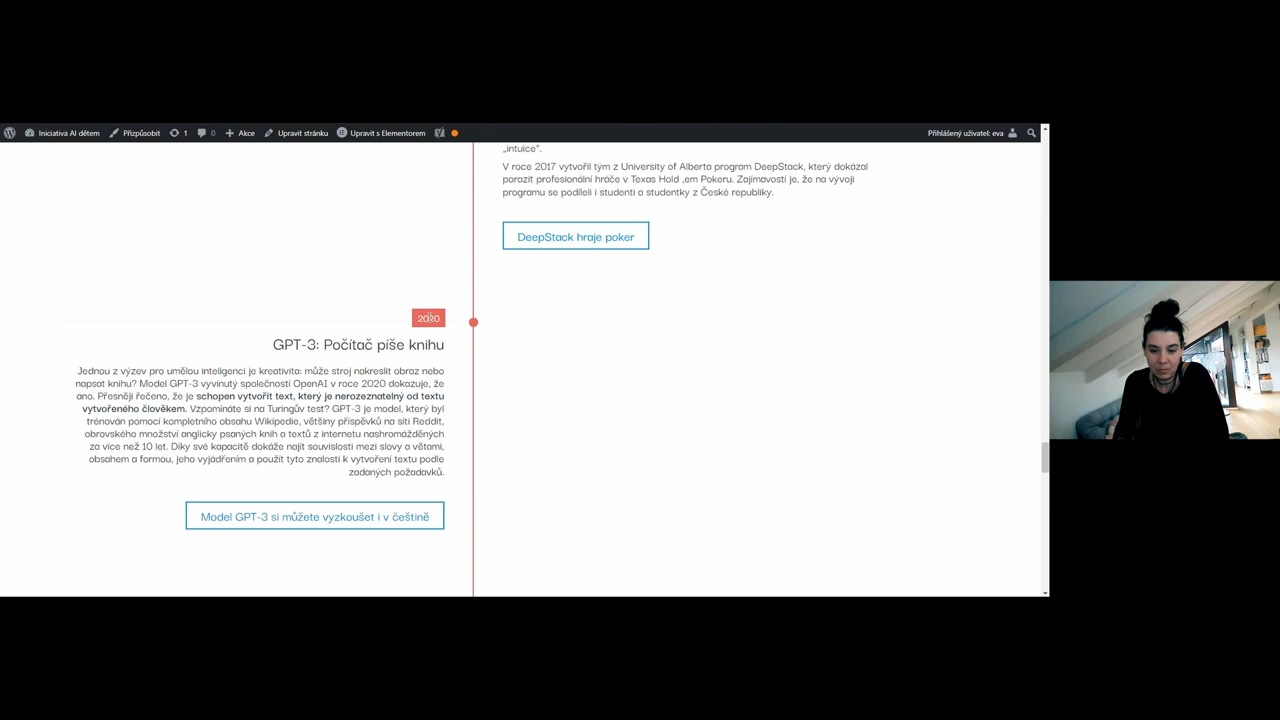 Iniciativa AI dětem Přizpůsobit 1 0 Akce Upravit stránku Upravit s Elementorem Přihlášený uživatel: eva
„intuice“.
V roce 2017 vytvořil tým z University of Alberta program DeepStack, který dokázal
porazit profesionální hráče v Texas Hold ‚em Pokeru. Zajímavostí je, že na vývoji
programu se podíleli i studenti a studentky z České republiky.
DeepStack hraje poker
2020
GPT-3: Počítač píše knihu
Jednou z výzev pro umělou inteligenci je kreativita: může stroj nakreslit obraz nebo
napsat knihu? Model GPT-3 vyvinutý společností OpenAI v roce 2020 dokazuje, že
ano. Přesněji řečeno, že je schopen vytvořit text, který je nerozeznatelný od textu
vytvořeného člověkem. Vzpomínáte si na Turingův test? GPT-3 je model, který byl
trénován pomocí kompletního obsahu Wikipedie, většiny příspěvků na síti Reddit,
obrovského množství anglicky psaných knih a textů z internetu nashromážděných
za více než 10 let. Díky své kapacitě dokáže najít souvislosti mezi slovy a větami,
obsahem a formou, jeho vyjádřením a použít tyto znalosti k vytvoření textu podle
zadaných požadavků.
Model GPT-3 si můžete vyzkoušet i v češtině